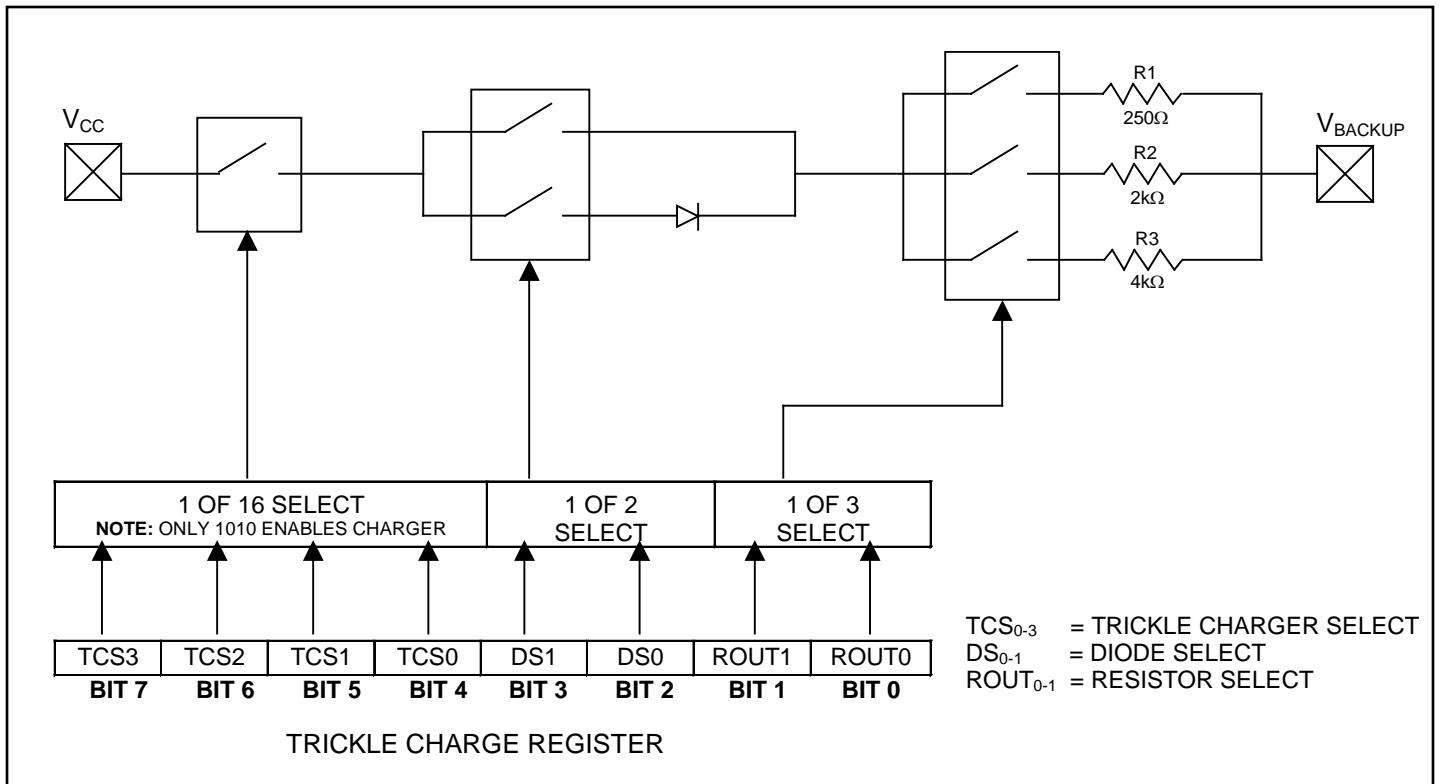 V_CC
R1
250Ω
V_BACKUP
R2
2kΩ
R3
4kΩ
1 OF 16 SELECT
NOTE: ONLY 1010 ENABLES CHARGER
1 OF 2
SELECT
1 OF 3
SELECT
TCS3 TCS2 TCS1 TCS0 DS1 DS0 ROUT1 ROUT0
BIT 7 BIT 6 BIT 5 BIT 4 BIT 3 BIT 2 BIT 1 BIT 0
TCS0-3 = TRICKLE CHARGER SELECT
DS0-1 = DIODE SELECT
ROUT0-1 = RESISTOR SELECT
TRICKLE CHARGE REGISTER